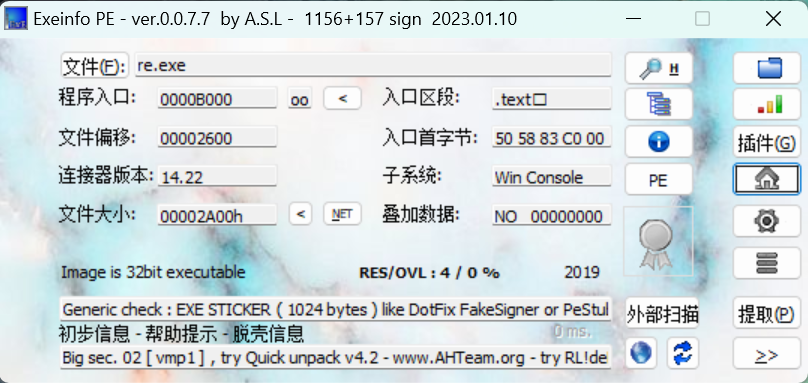 Exeinfo PE - ver.0.0.7.7 by A.S.L - 1156+157 sign 2023.01.10
文件(F): re.exe H
程序入口: 0000B000 oo < 入口区段: .text□
文件偏移: 00002600 入口首字节: 50 58 83 C0 00 插件(G)
连接器版本: 14.22 子系统: Win Console PE
文件大小: 00002A00h < NET 叠加数据: NO 00000000
Image is 32bit executable RES/OVL : 4 / 0 % 2019
Generic check : EXE STICKER ( 1024 bytes ) like DotFix FakeSigner or PeStul 外部扫描 提取(P)
初步信息 - 帮助提示 - 脱壳信息 0 ms.
Big sec. 02 [ vmp1 ] , try Quick unpack v4.2 - www.AHTeam.org - try RL!de >>